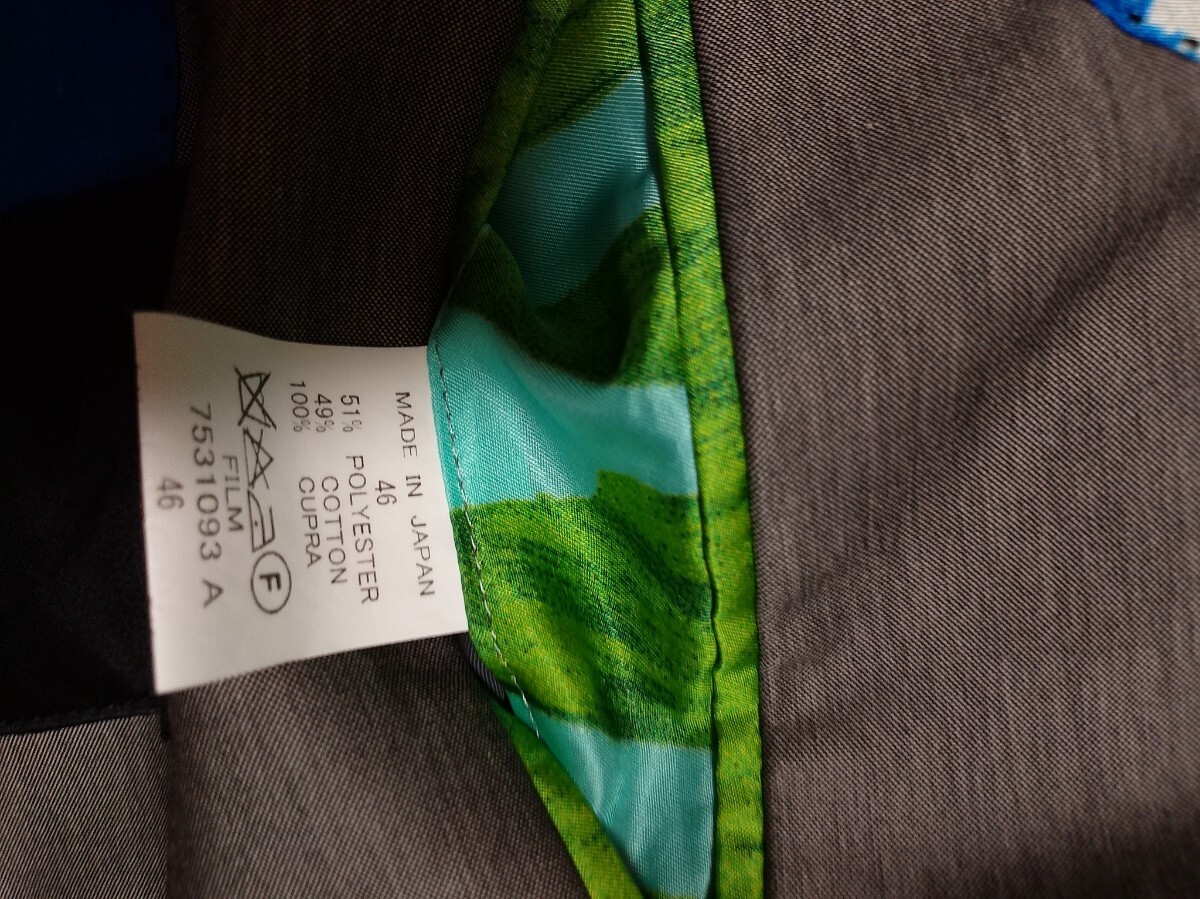 MADE IN JAPAN
46
51% POLYESTER
49% COTTON
100% CUPRA
F
FILM
7531093 A
46